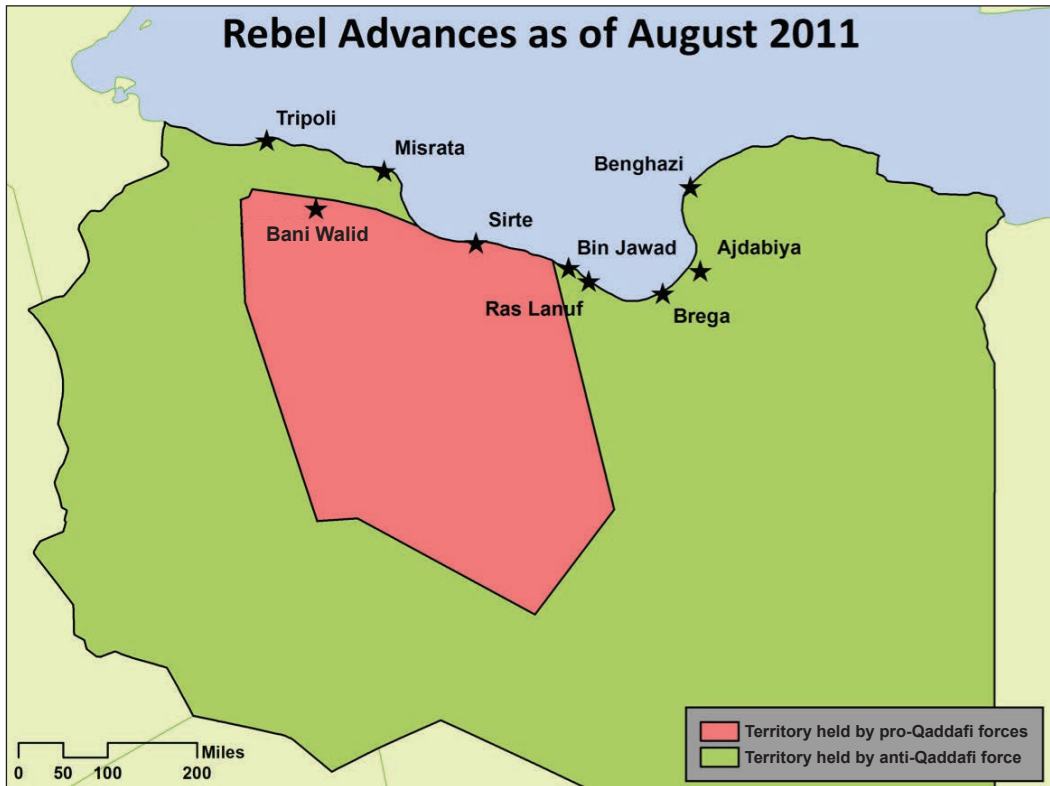 Rebel Advances as of August 2011
Tripoli
Misrata
Benghazi
Sirte
Bani Walid
Bin Jawad
Ajdabiya
Ras Lanuf
Brega
Territory held by pro-Qaddafi forces
Territory held by anti-Qaddafi force
Miles
0 50 100 200